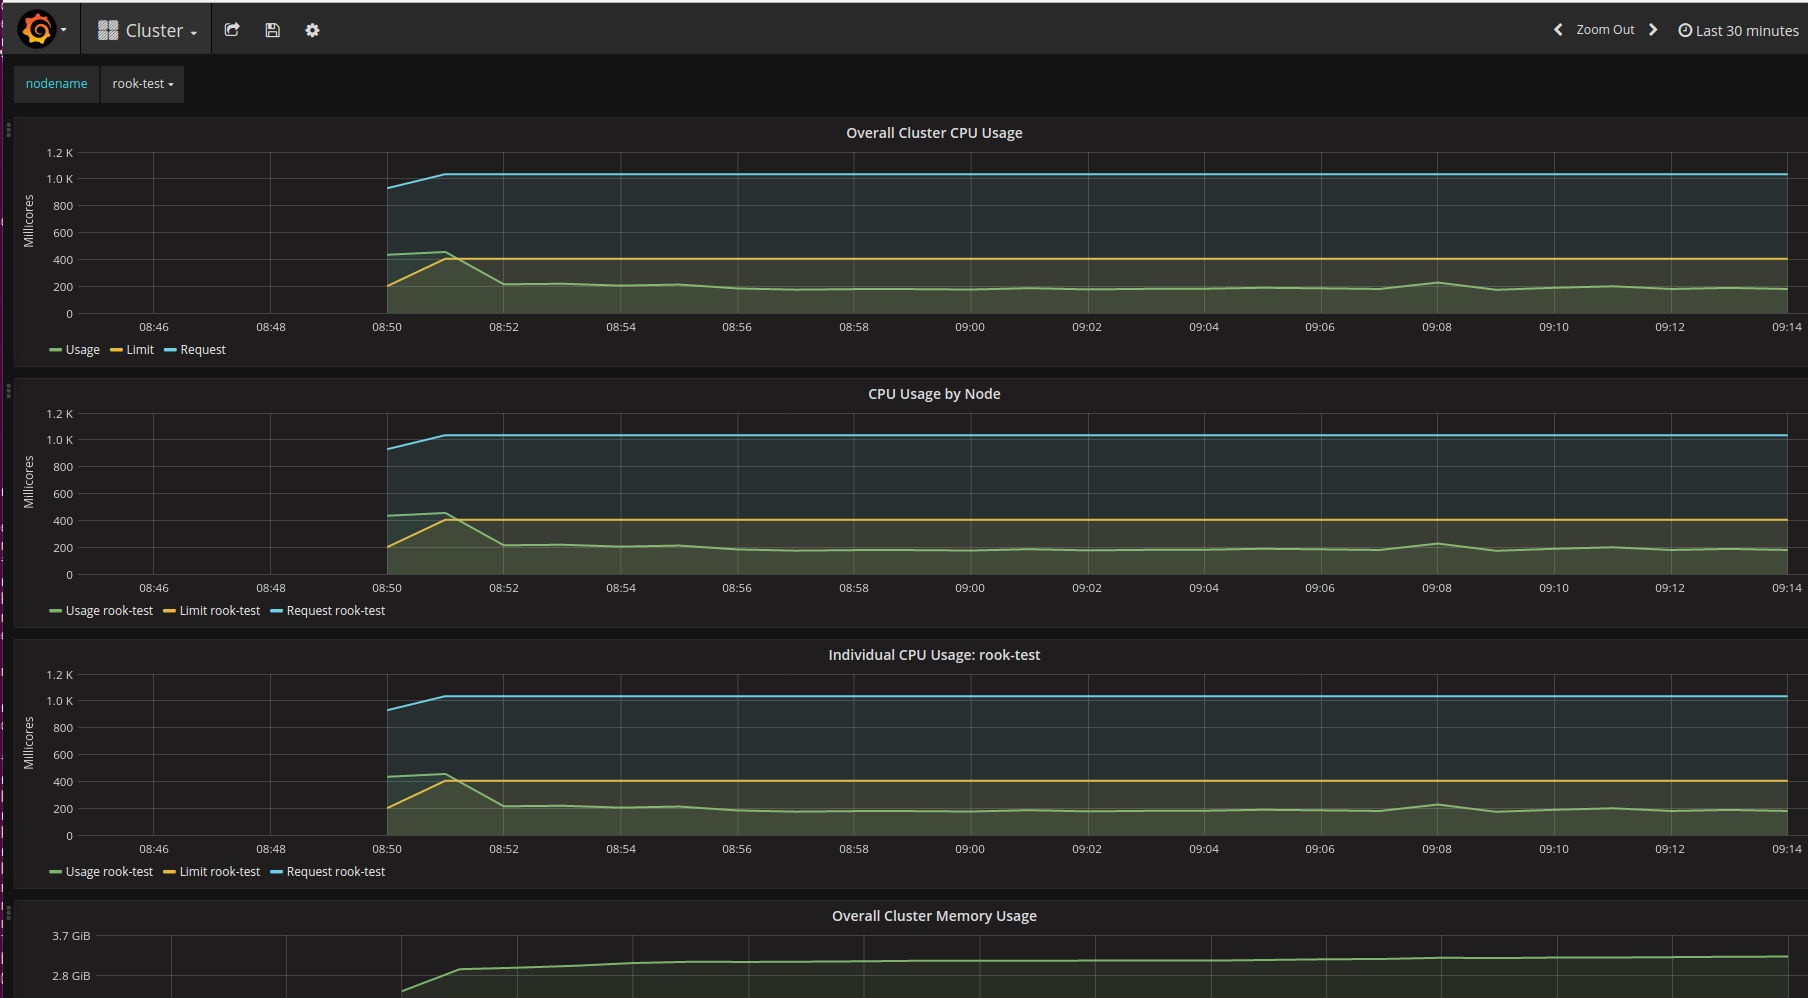 Cluster
Zoom Out
Last 30 minutes
nodename rook-test
Overall Cluster CPU Usage
Millicores
1.2 K
1.0 K
800
600
400
200
0
08:46 08:48 08:50 08:52 08:54 08:56 08:58 09:00 09:02 09:04 09:06 09:08 09:10 09:12 09:14
Usage Limit Request
CPU Usage by Node
Millicores
1.2 K
1.0 K
800
600
400
200
0
08:46 08:48 08:50 08:52 08:54 08:56 08:58 09:00 09:02 09:04 09:06 09:08 09:10 09:12 09:14
Usage rook-test Limit rook-test Request rook-test
Individual CPU Usage: rook-test
Millicores
1.2 K
1.0 K
800
600
400
200
0
08:46 08:48 08:50 08:52 08:54 08:56 08:58 09:00 09:02 09:04 09:06 09:08 09:10 09:12 09:14
Usage rook-test Limit rook-test Request rook-test
Overall Cluster Memory Usage
3.7 GiB
2.8 GiB